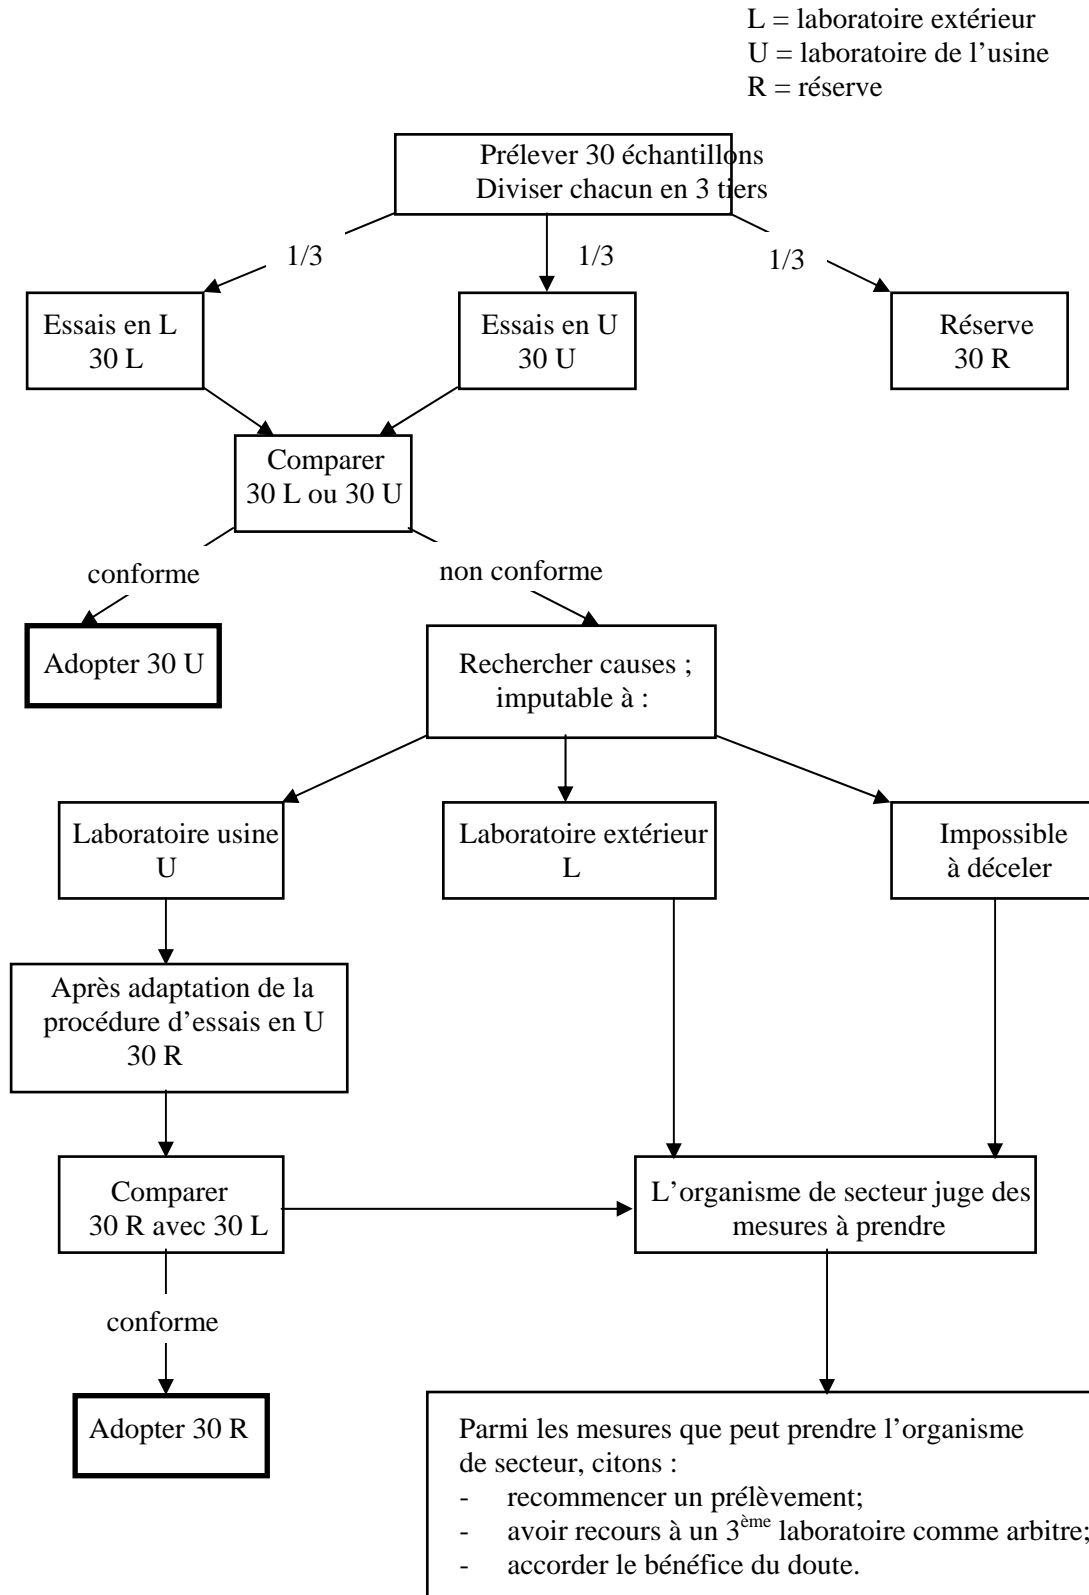 L = laboratoire extérieur
U = laboratoire de l'usine
R = réserve
Prélever 30 échantillons
Diviser chacun en 3 tiers
1/3
1/3
1/3
Essais en L
30 L
Essais en U
30 U
Réserve
30 R
Comparer
30 L ou 30 U
conforme
non conforme
Adopter 30 U
Rechercher causes ;
imputable à :
Laboratoire usine
U
Laboratoire extérieur
L
Impossible
à déceler
Après adaptation de la
procédure d'essais en U
30 R
Comparer
30 R avec 30 L
L'organisme de secteur juge des
mesures à prendre
conforme
Adopter 30 R
Parmi les mesures que peut prendre l'organisme
de secteur, citons :
- recommencer un prélèvement;
- avoir recours à un 3ème laboratoire comme arbitre;
- accorder le bénéfice du doute.